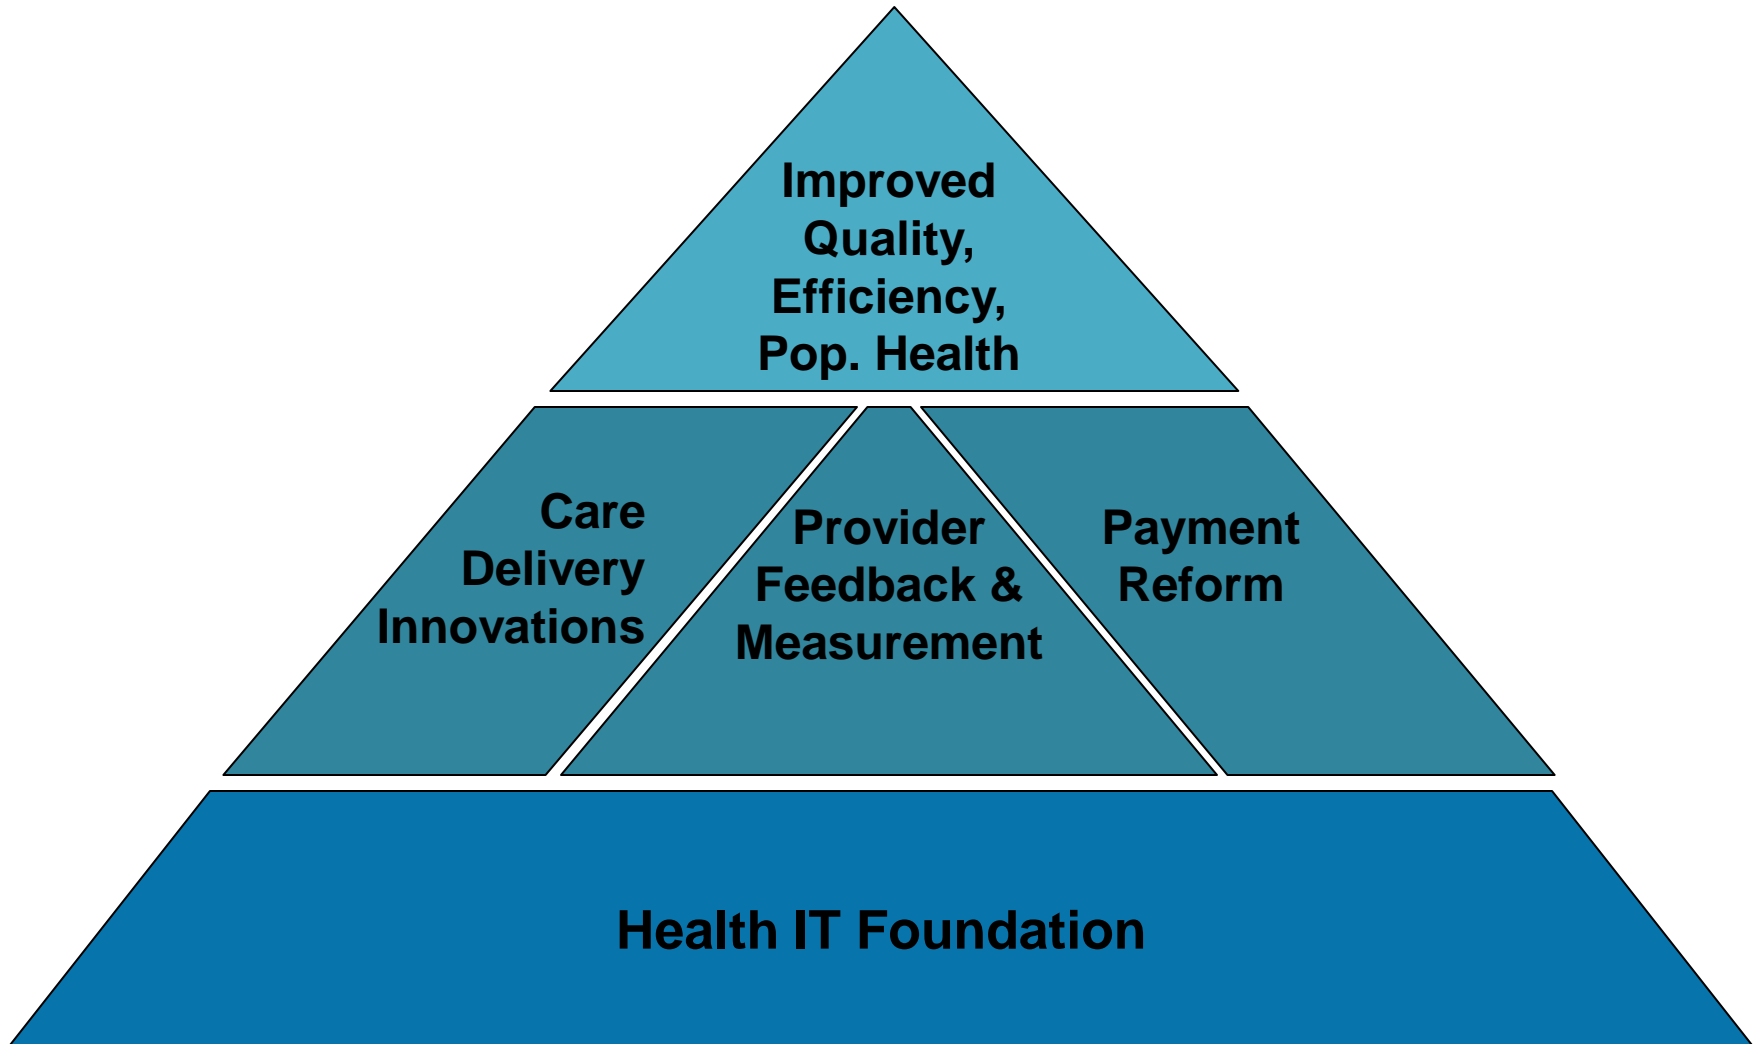 Improved
Quality,
Efficiency,
Pop. Health
Care
Delivery
Innovations
Provider
Feedback &
Measurement
Payment
Reform
Health IT Foundation